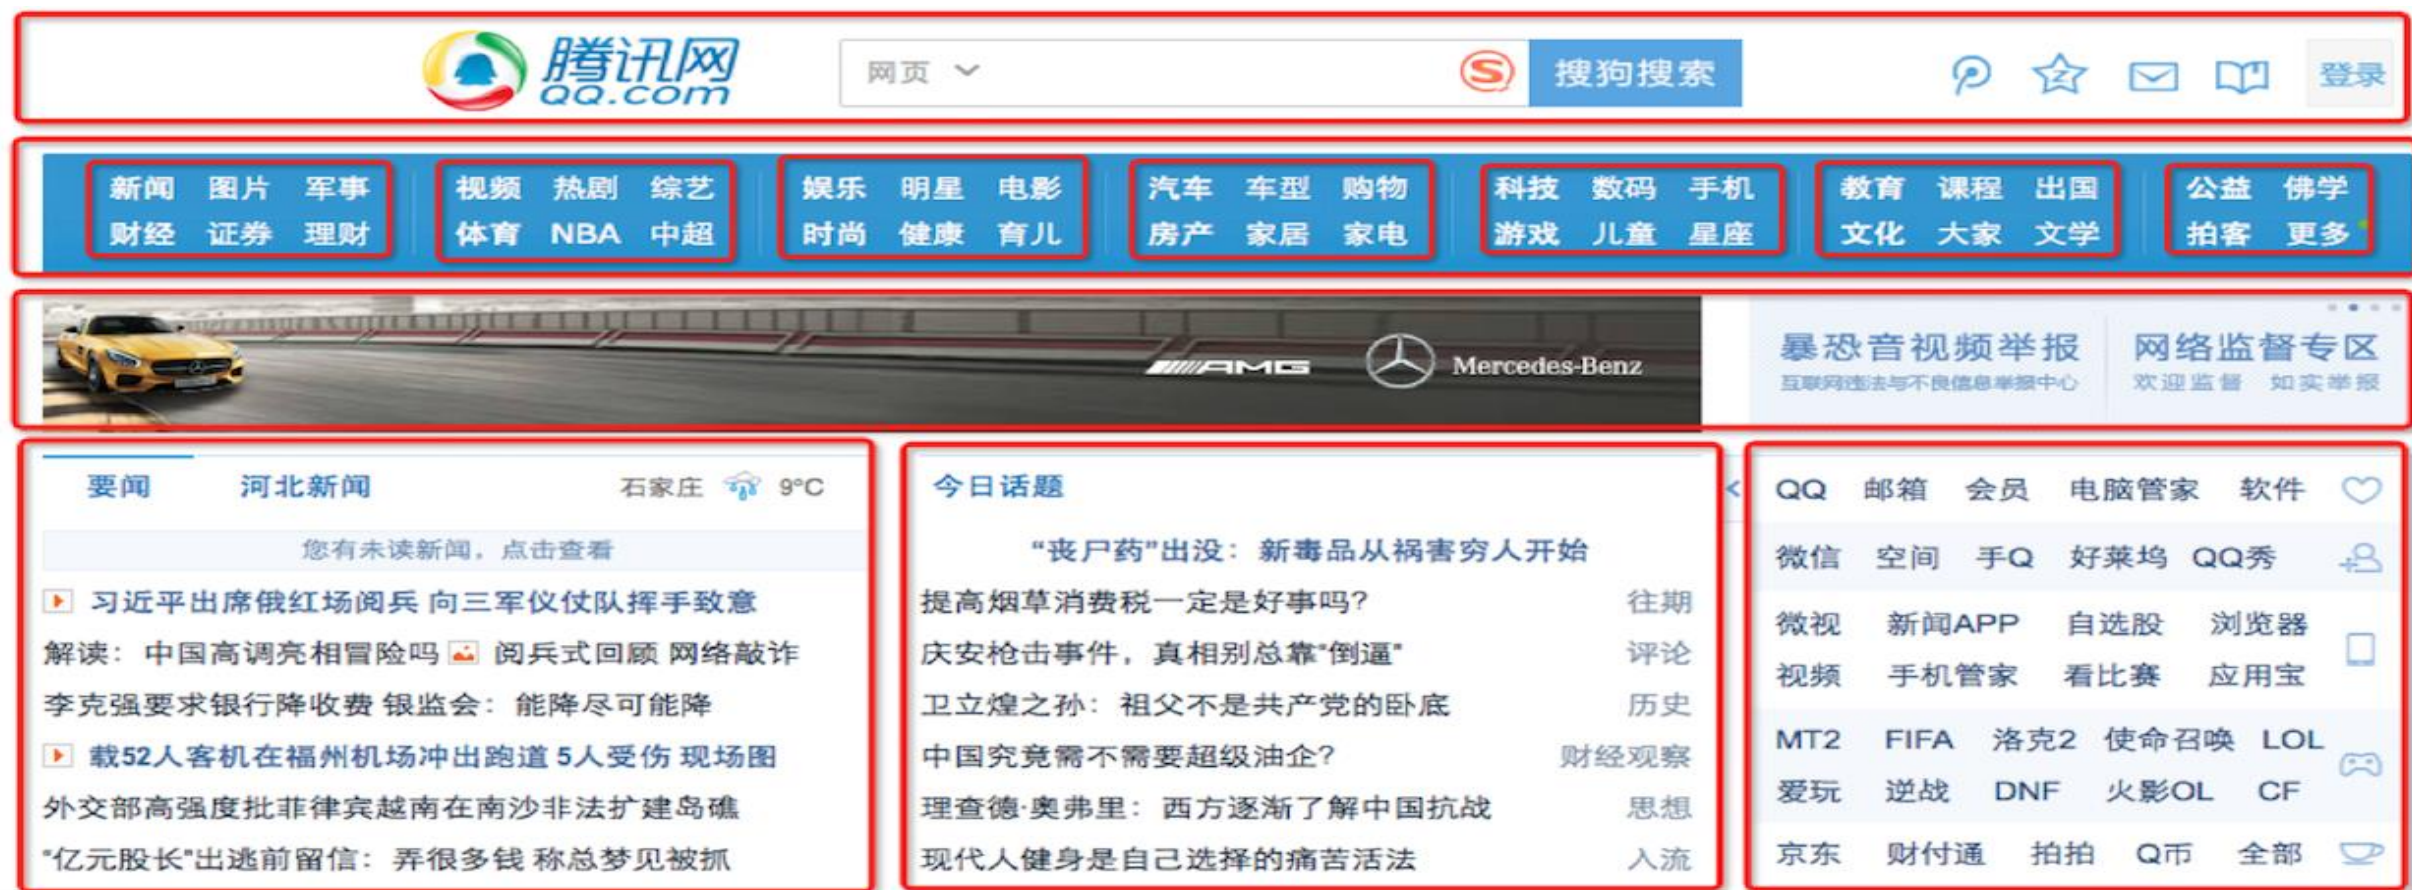 腾讯网
QQ.com
网页
搜狗搜索
登录
新闻 图片 军事 视频 热剧 综艺 娱乐 明星 电影 汽车 车型 购物 科技 数码 手机 教育 课程 出国 公益 佛学
财经 证券 理财 体育 NBA 中超 时尚 健康 育儿 房产 家居 家电 游戏 儿童 星座 文化 大家 文学 拍客 更多
AMG Mercedes-Benz
暴恐音视频举报
互联网违法与不良信息举报中心
网络监督专区
欢迎监督 如实举报
要闻 河北新闻 石家庄 9°C
您有未读新闻，点击查看
习近平出席俄红场阅兵 向三军仪仗队挥手致意
解读：中国高调亮相冒险吗 阅兵式回顾 网络敲诈
李克强要求银行降收费 银监会：能降尽可能降
载52人客机在福州机场冲出跑道 5人受伤 现场图
外交部高强度批菲律宾越南在南沙非法扩建岛礁
“亿元股长”出逃前留信：弄很多钱 称总梦见被抓
今日话题
“丧尸药”出没：新毒品从祸害穷人开始
提高烟草消费税一定是好事吗？ 往期
庆安枪击事件，真相别总靠“倒逼” 评论
卫立煌之孙：祖父不是共产党的卧底 历史
中国究竟需不需要超级油企？ 财经观察
理查德·奥弗里：西方逐渐了解中国抗战 思想
现代人健身是自己选择的痛苦活法 入流
QQ 邮箱 会员 电脑管家 软件
微信 空间 手Q 好莱坞 QQ秀
微视 新闻APP 自选股 浏览器
视频 手机管家 看比赛 应用宝
MT2 FIFA 洛克2 使命召唤 LOL
爱玩 逆战 DNF 火影OL CF
京东 财付通 拍拍 Q币 全部